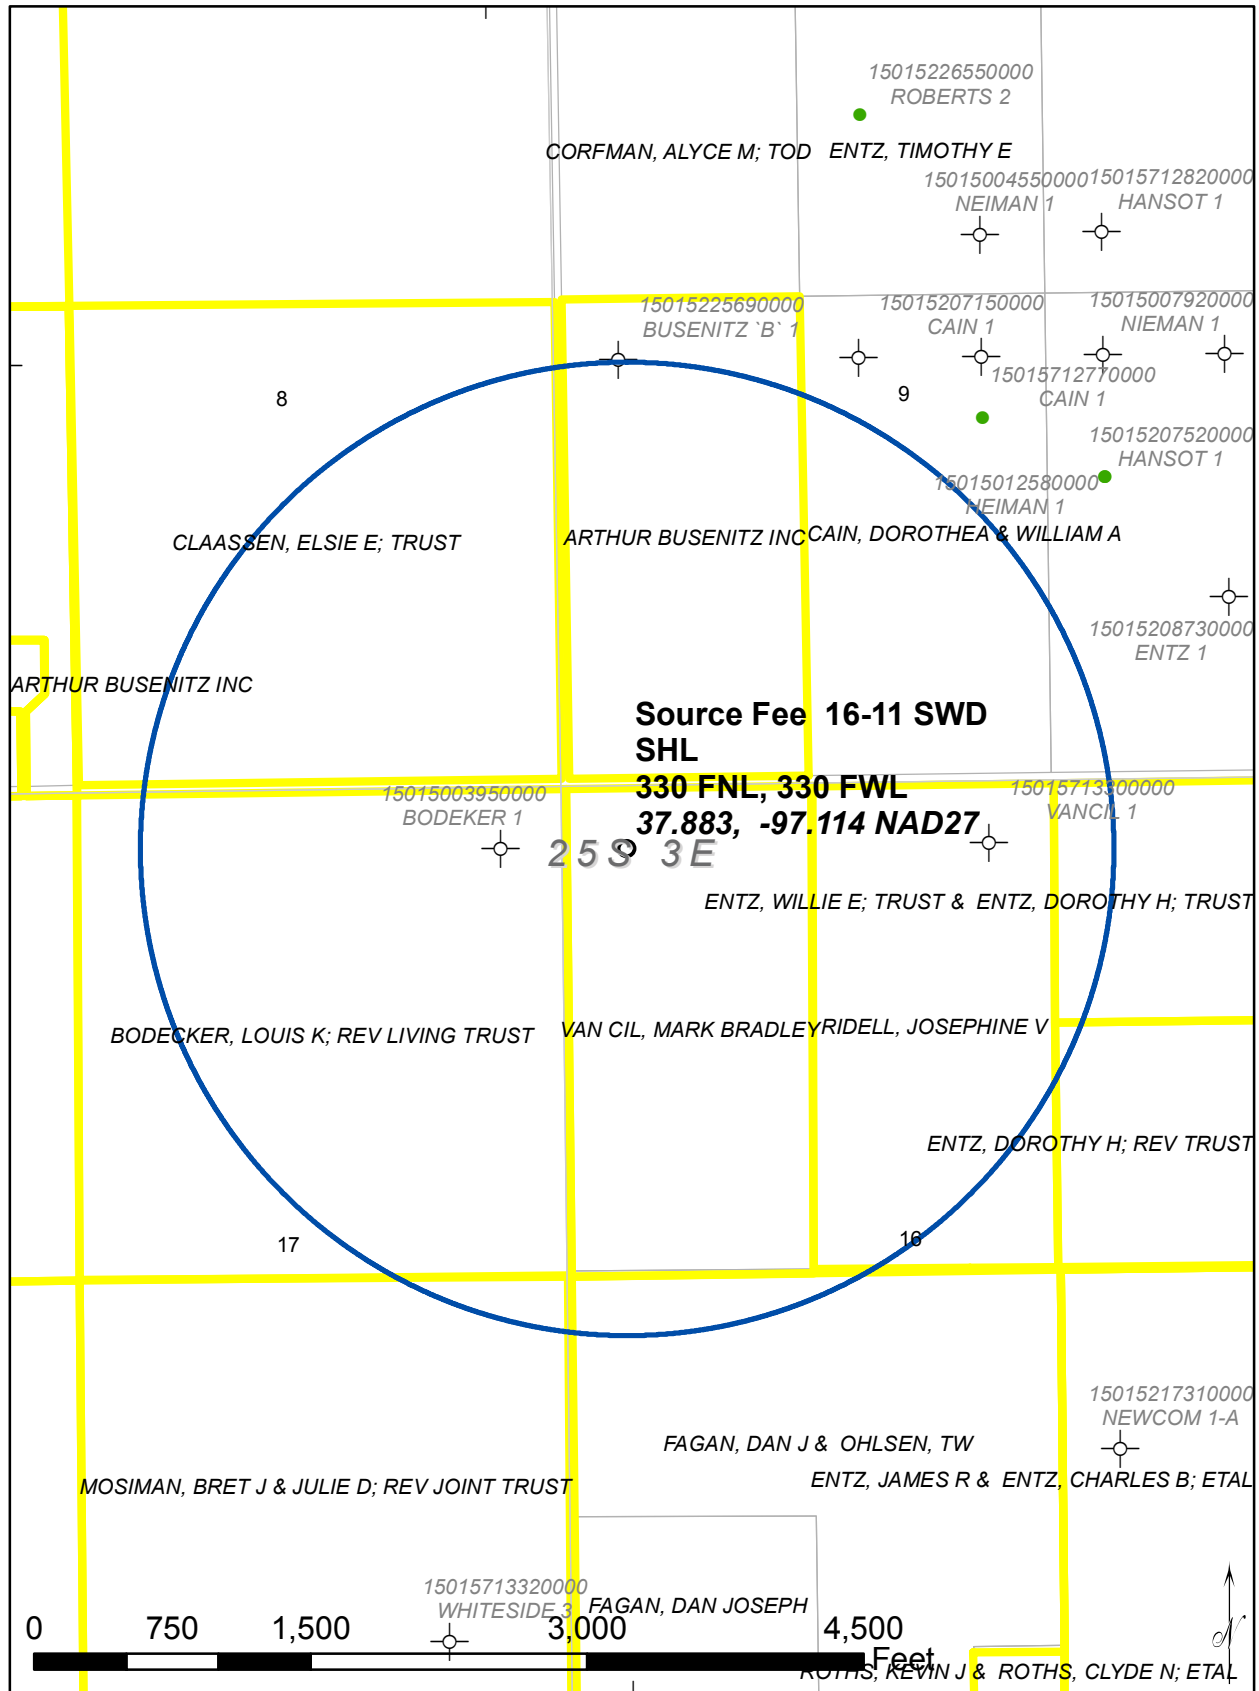 15015226550000
ROBERTS 2
CORFMAN, ALYCE M; TOD
ENTZ, TIMOTHY E
15015004550000
NEIMAN 1
15015712820000
HANSOT 1
15015225690000
BUSENITZ `B` 1
15015207150000
CAIN 1
15015007920000
NIEMAN 1
15015712770000
CAIN 1
8
9
15015207520000
HANSOT 1
15015012580000
HEIMAN 1
CLAASSEN, ELSIE E; TRUST
ARTHUR BUSENITZ INC
CAIN, DOROTHEA & WILLIAM A
15015208730000
ENTZ 1
ARTHUR BUSENITZ INC
Source Fee 16-11 SWD
SHL
330 FNL, 330 FWL
37.883, -97.114 NAD27
15015003950000
BODEKER 1
15015713300000
VANCIL 1
25S 3E
ENTZ, WILLIE E; TRUST & ENTZ, DOROTHY H; TRUST
BODECKER, LOUIS K; REV LIVING TRUST
VAN CIL, MARK BRADLEY
RIDELL, JOSEPHINE V
ENTZ, DOROTHY H; REV TRUST
17
16
15015217310000
NEWCOM 1-A
FAGAN, DAN J & OHLSEN, TW
MOSIMAN, BRET J & JULIE D; REV JOINT TRUST
ENTZ, JAMES R & ENTZ, CHARLES B; ETAL
15015713320000
WHITESIDE 3
FAGAN, DAN JOSEPH
0 750 1,500 3,000 4,500
Feet
ROTHS, KEVIN J & ROTHS, CLYDE N; ETAL
N